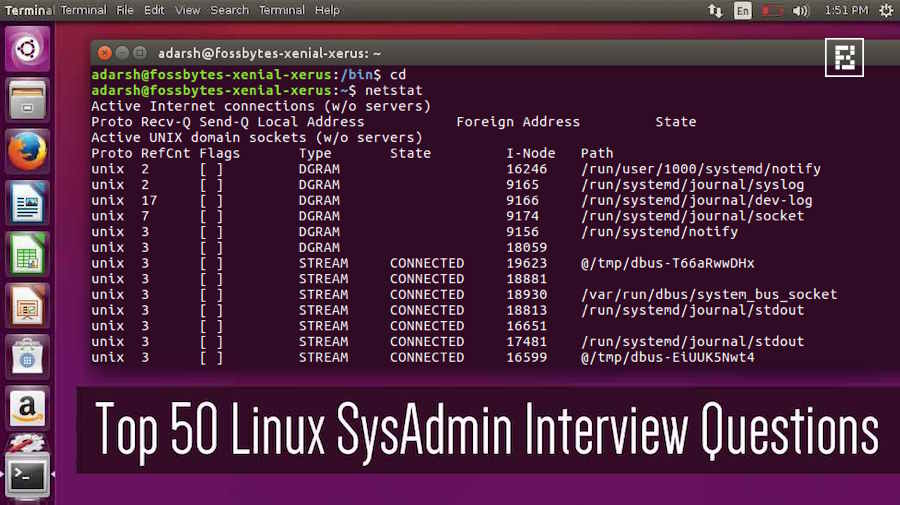 Terminal Terminal File Edit View Search Terminal Help En 1:51 PM
adarsh@fossbytes-xenial-xerus: ~
adarsh@fossbytes-xenial-xerus:/bin$ cd
adarsh@fossbytes-xenial-xerus:~$ netstat
Active Internet connections (w/o servers)
Proto Recv-Q Send-Q Local Address Foreign Address State
Active UNIX domain sockets (w/o servers)
Proto RefCnt Flags Type State I-Node Path
unix 2 [ ] DGRAM 16246 /run/user/1000/systemd/notify
unix 2 [ ] DGRAM 9165 /run/systemd/journal/syslog
unix 17 [ ] DGRAM 9166 /run/systemd/journal/dev-log
unix 7 [ ] DGRAM 9174 /run/systemd/journal/socket
unix 3 [ ] DGRAM 9156 /run/systemd/notify
unix 3 [ ] DGRAM 18059
unix 3 [ ] STREAM CONNECTED 19623 @/tmp/dbus-T66aRwwDHx
unix 3 [ ] STREAM CONNECTED 18881
unix 3 [ ] STREAM CONNECTED 18930 /var/run/dbus/system_bus_socket
unix 3 [ ] STREAM CONNECTED 18813 /run/systemd/journal/stdout
unix 3 [ ] STREAM CONNECTED 16651
unix 3 [ ] STREAM CONNECTED 17481 /run/systemd/journal/stdout
unix 3 [ ] STREAM CONNECTED 16599 @/tmp/dbus-EiUUK5Nwt4
Top 50 Linux SysAdmin Interview Questions